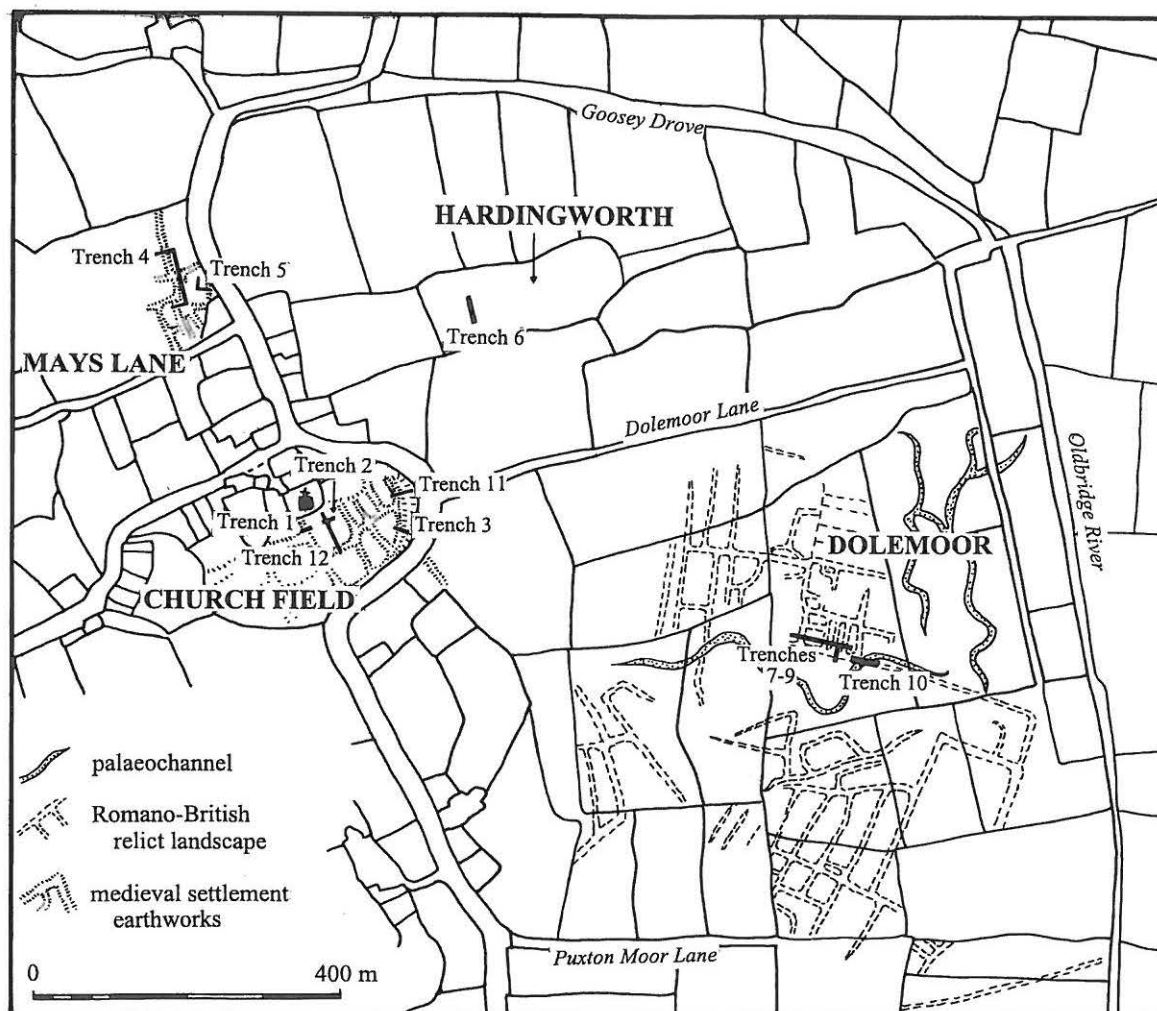 Goosey Drove
HARDINGWORTH
Trench 4
Trench 5
Trench 6
MAYS LANE
Dolemoor Lane
Oldbridge River
Trench 2
Trench 11
Trench 1
Trench 3
Trench 12
DOLEMOOR
CHURCH FIELD
Trenches
7-9
Trench 10
palaeochannel
Romano-British
relict landscape
medieval settlement
earthworks
Puxton Moor Lane
0
400 m